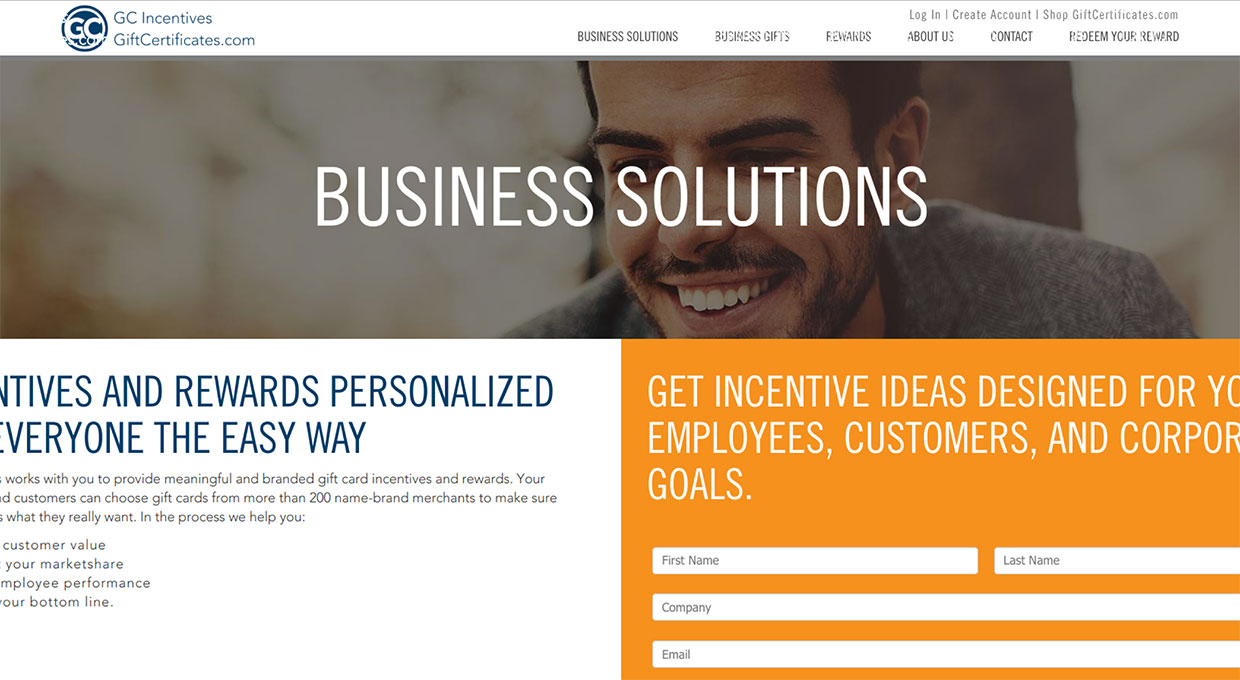 GC
GC Incentives
GiftCertificates.com
Log In | Create Account | Shop GiftCertificates.com
BUSINESS SOLUTIONS BUSINESS GIFTS REWARDS ABOUT US CONTACT REDEEM YOUR REWARD
BUSINESS SOLUTIONS
NTIVES AND REWARDS PERSONALIZED
EVERYONE THE EASY WAY
s works with you to provide meaningful and branded gift card incentives and rewards. Your
d customers can choose gift cards from more than 200 name-brand merchants to make sure
s what they really want. In the process we help you:
customer value
t your marketshare
mployee performance
your bottom line.
GET INCENTIVE IDEAS DESIGNED FOR YO
EMPLOYEES, CUSTOMERS, AND CORPOR
GOALS.
First Name Last Name
Company
Email